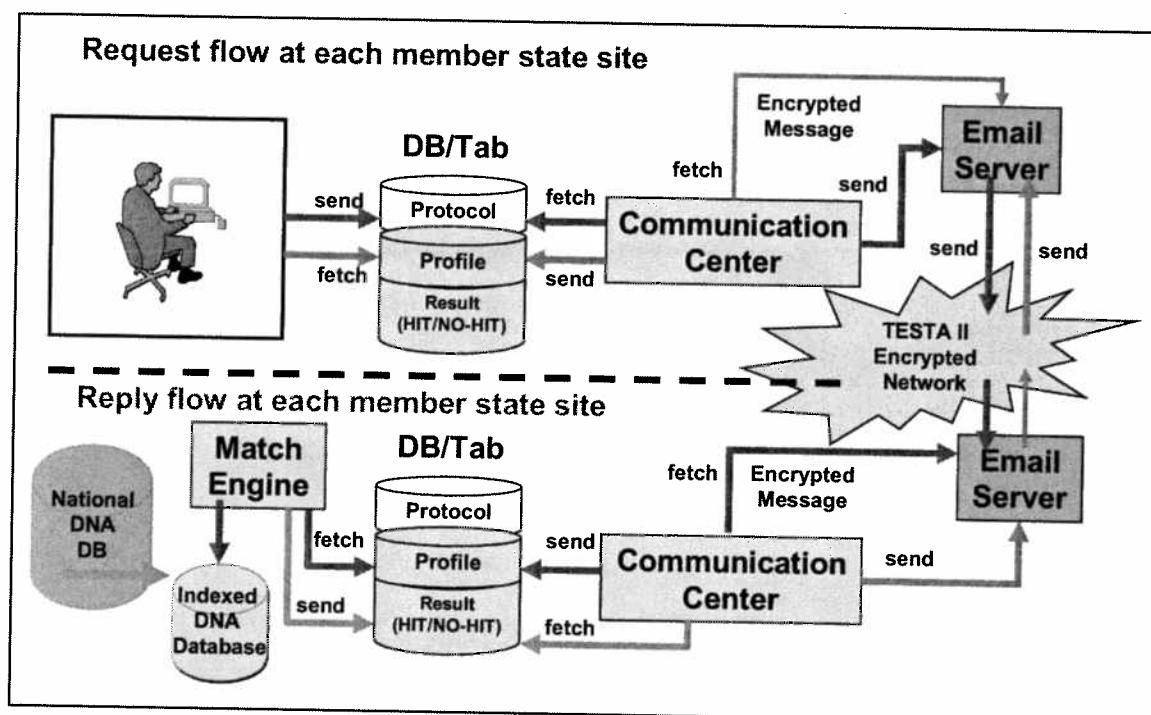 Request flow at each member state site
Encrypted
Message
Email
Server
DB/Tab
fetch
send
send
fetch
Protocol
Communication
Center
fetch
Profile
send
send
send
Result
(HIT/NO-HIT)
TESTA II
Encrypted
Network
Reply flow at each member state site
Match
Engine
DB/Tab
fetch
Encrypted
Message
Email
Server
National
DNA
DB
Protocol
fetch
Profile
send
Communication
Center
send
Indexed
DNA
Database
send
Result
(HIT/NO-HIT)
fetch